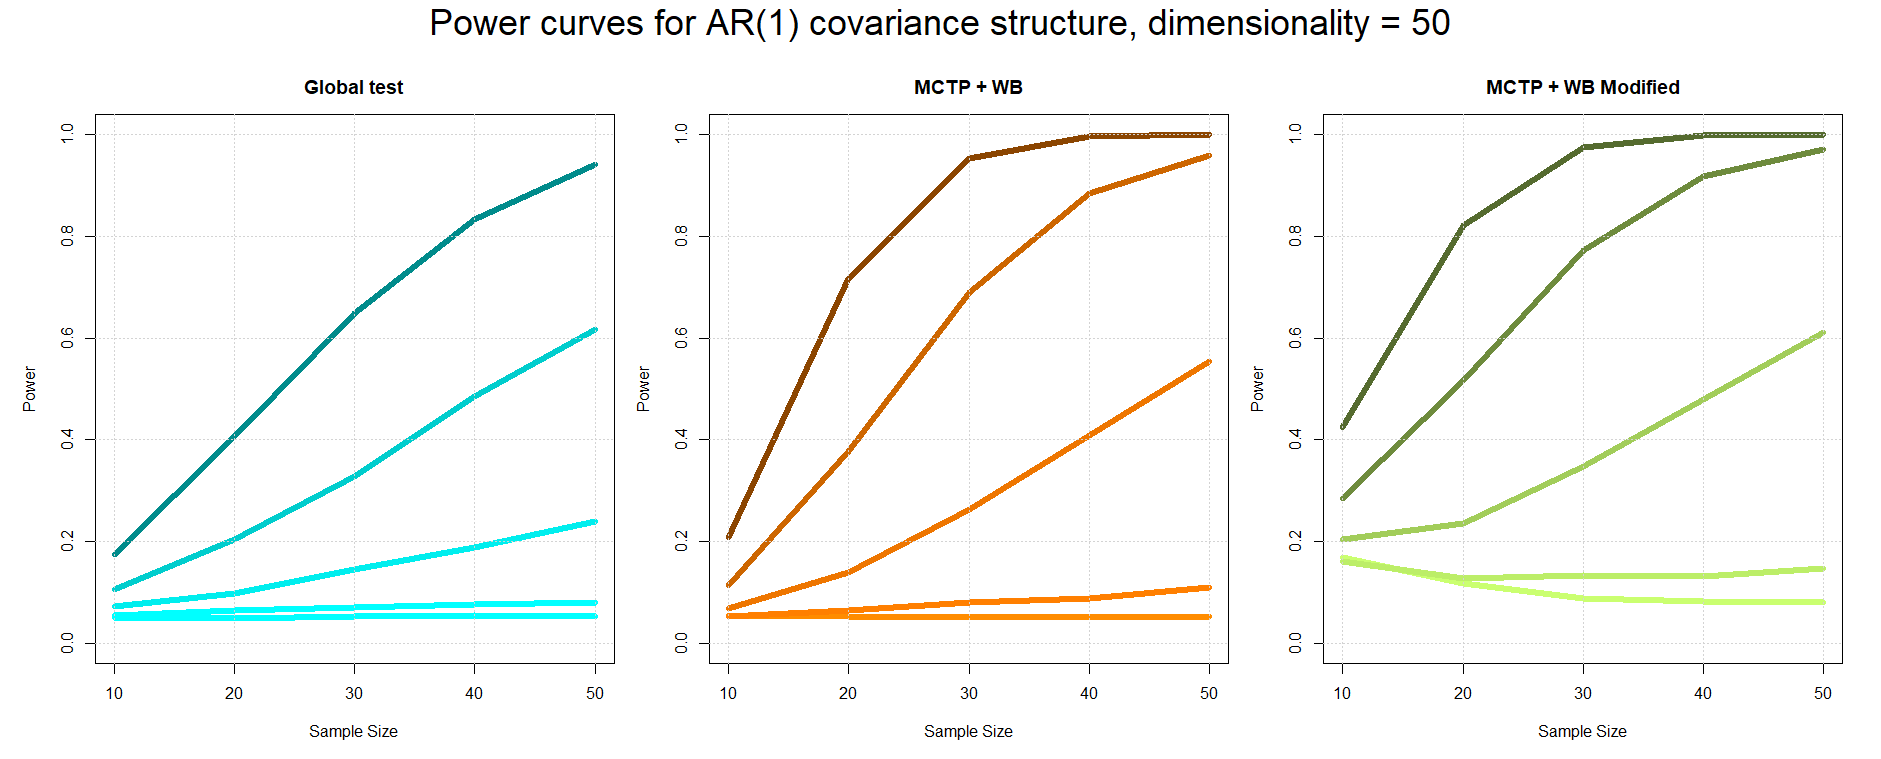 Power curves for AR(1) covariance structure, dimensionality = 50
Global test
Power
1.0
0.8
0.6
0.4
0.2
0.0
10 20 30 40 50
Sample Size
MCTP + WB
Power
1.0
0.8
0.6
0.4
0.2
0.0
10 20 30 40 50
Sample Size
MCTP + WB Modified
Power
1.0
0.8
0.6
0.4
0.2
0.0
10 20 30 40 50
Sample Size